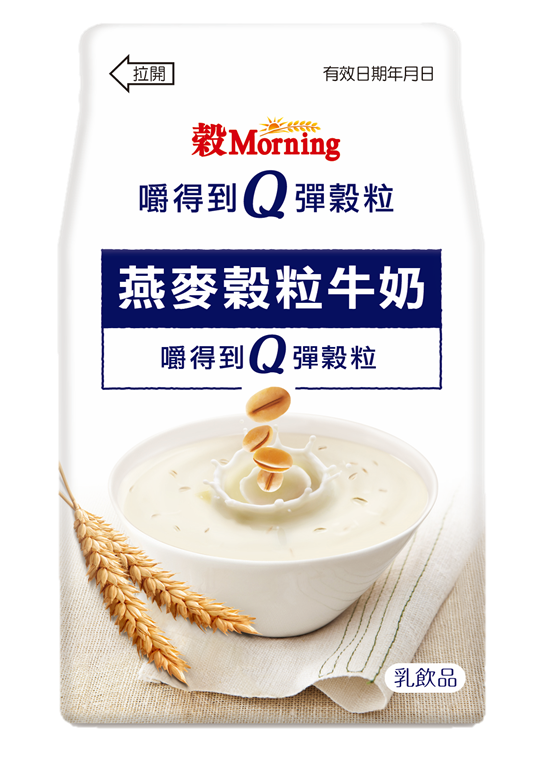 拉開
有效日期年月日
穀Morning
嚼得到Q彈穀粒
燕麥穀粒牛奶
嚼得到Q彈穀粒
乳飲品